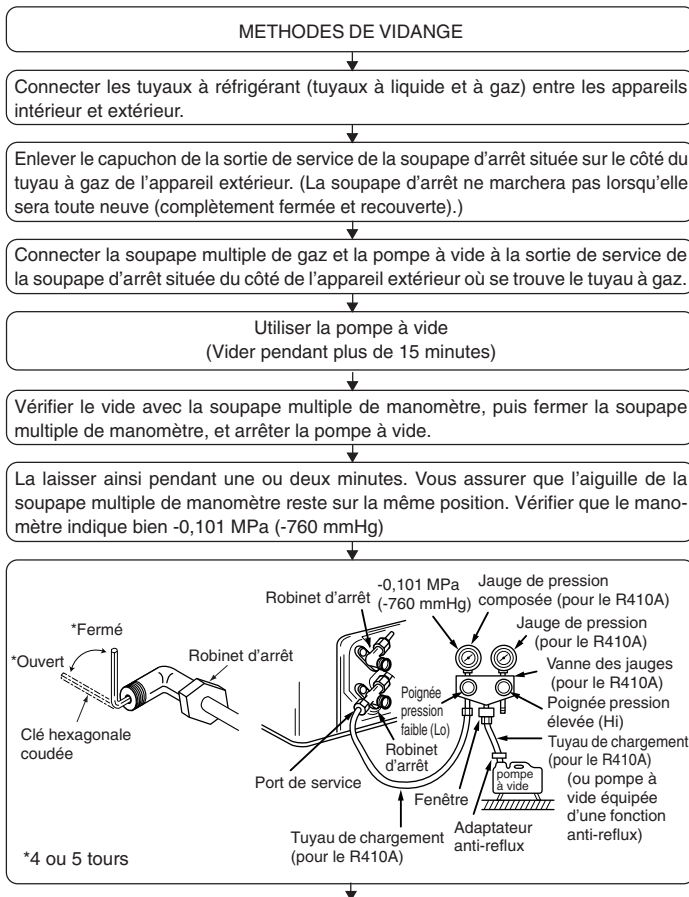 METHODES DE VIDANGE
Connecter les tuyaux à réfrigérant (tuyaux à liquide et à gaz) entre les appareils
intérieur et extérieur.
Enlever le capuchon de la sortie de service de la soupape d'arrêt située sur le côté du
tuyau à gaz de l'appareil extérieur. (La soupape d'arrêt ne marchera pas lorsqu'elle
sera toute neuve (complètement fermée et recouverte).)
Connecter la soupape multiple de gaz et la pompe à vide à la sortie de service de
la soupape d'arrêt située du côté de l'appareil extérieur où se trouve le tuyau à gaz.
Utiliser la pompe à vide
(Vider pendant plus de 15 minutes)
Vérifier le vide avec la soupape multiple de manomètre, puis fermer la soupape
multiple de manomètre, et arrêter la pompe à vide.
La laisser ainsi pendant une ou deux minutes. Vous assurer que l'aiguille de la
soupape multiple de manomètre reste sur la même position. Vérifier que le mano-
mètre indique bien -0,101 MPa (-760 mmHg)
*Fermé
*Ouvert
Robinet d'arrêt
Clé hexagonale
coudée
*4 ou 5 tours
Robinet d'arrêt
-0,101 MPa
(-760 mmHg)
Jauge de pression
composée (pour le R410A)
Jauge de pression
(pour le R410A)
Vanne des jauges
(pour le R410A)
Poignée
pression
faible (Lo)
Poignée pression
élevée (Hi)
Robinet
d'arrêt
Tuyau de chargement
(pour le R410A)
Port de service
Fenêtre
pompe
à vide
(ou pompe à
vide équipée
d'une fonction
anti-reflux)
Adaptateur
anti-reflux
Tuyau de chargement
(pour le R410A)